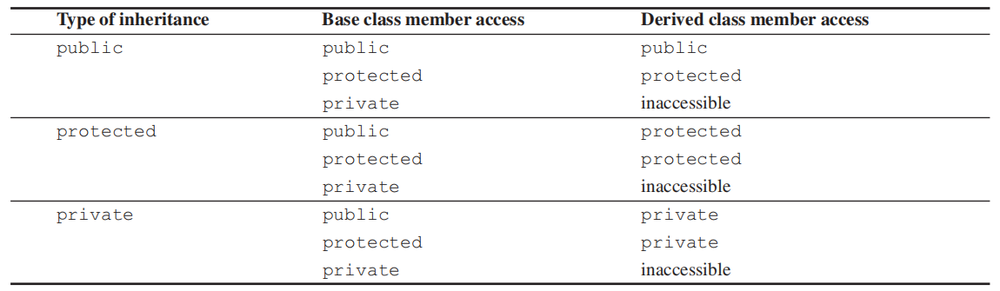 Type of inheritance Base class member access Derived class member access
public public public
protected protected
private inaccessible
protected public protected
protected protected
private inaccessible
private public private
protected private
private inaccessible